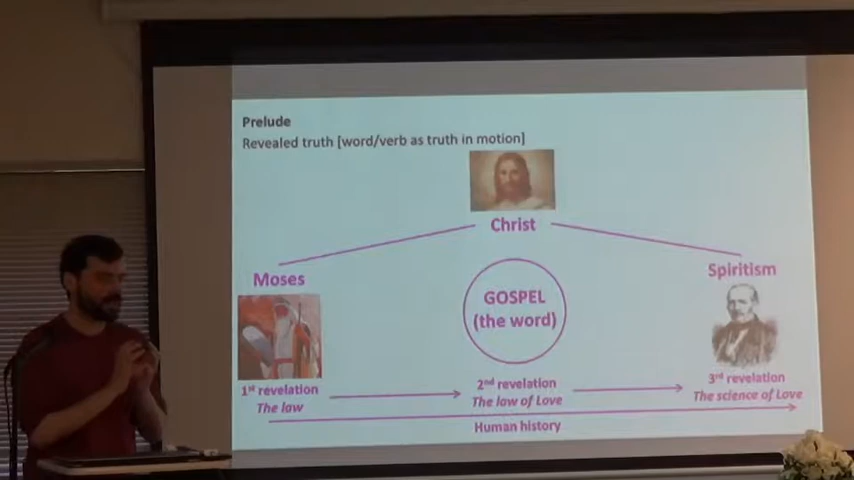 Prelude
Revealed truth [word/verb as truth in motion]
Christ
Moses
Spiritism
GOSPEL
(the word)
1st revelation
The law
2nd revelation
The law of Love
3rd revelation
The science of Love
Human history